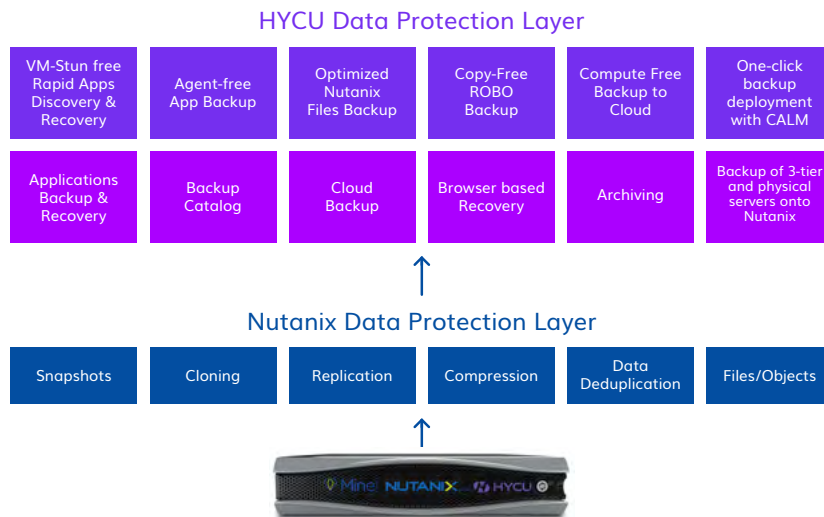 HYCU Data Protection Layer
VM-Stun free
Rapid Apps
Discovery &
Recovery
Agent-free
App Backup
Optimized
Nutanix
Files Backup
Copy-Free
ROBO
Backup
Compute Free
Backup to
Cloud
One-click
backup
deployment
with CALM
Applications
Backup &
Recovery
Backup
Catalog
Cloud
Backup
Browser based
Recovery
Archiving
Backup of 3-tier
and physical
servers onto
Nutanix
Nutanix Data Protection Layer
Snapshots
Cloning
Replication
Compression
Data
Deduplication
Files/Objects
Mine NUTANIX HYCU